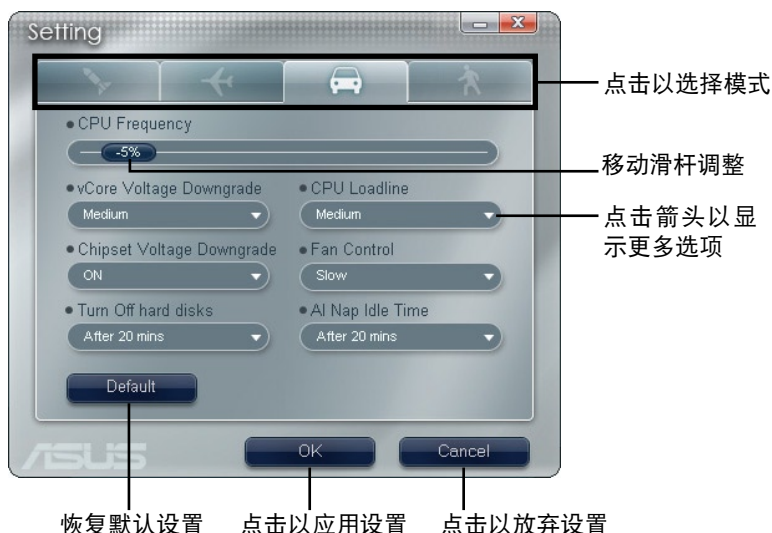 Setting
点击以选择模式
CPU Frequency
-5%
移动滑杆调整
vCore Voltage Downgrade
CPU Loadline
Medium
Medium
点击箭头以显
示更多选项
Chipset Voltage Downgrade
Fan Control
ON
Slow
Turn Off hard disks
AI Nap Idle Time
After 20 mins
After 20 mins
Default
ASUS
OK
Cancel
恢复默认设置
点击以应用设置
点击以放弃设置